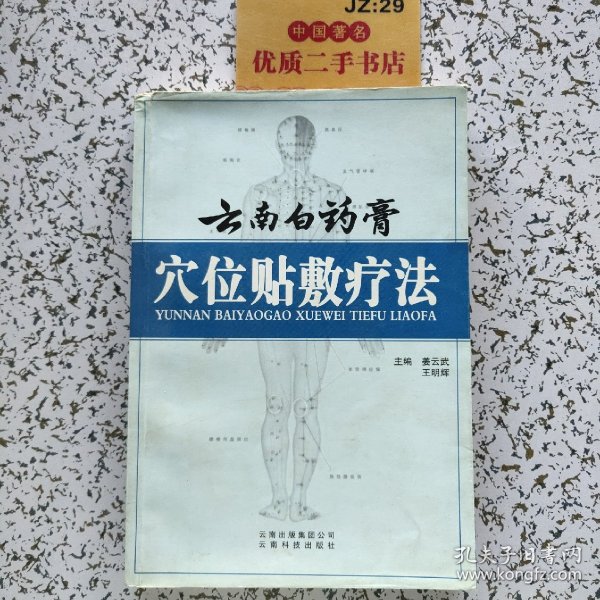 JZ:29
中国著名
优质二手书店
云南白药膏
穴位贴敷疗法
YUNNAN BAIYAOGAO XUEWEI TIEFU LIAOFA
主编 姜云武
王明辉
云南出版集团公司
云南科技出版社
孔夫子旧书网
www.kongfz.com